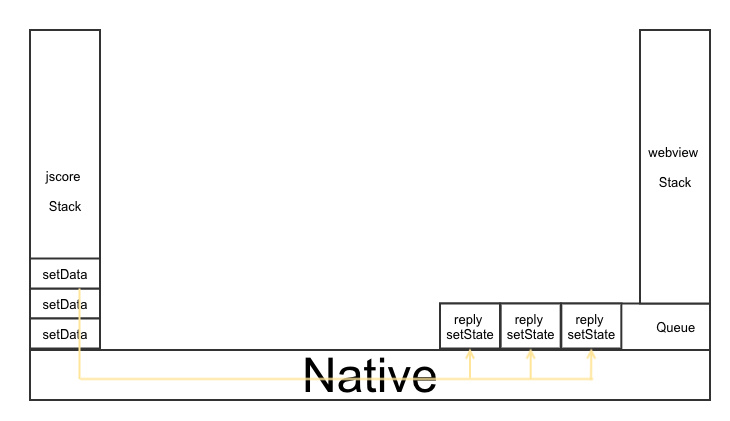 jscore
Stack
setData
setData
setData
webview
Stack
reply
setState
reply
setState
reply
setState
Queue
Native